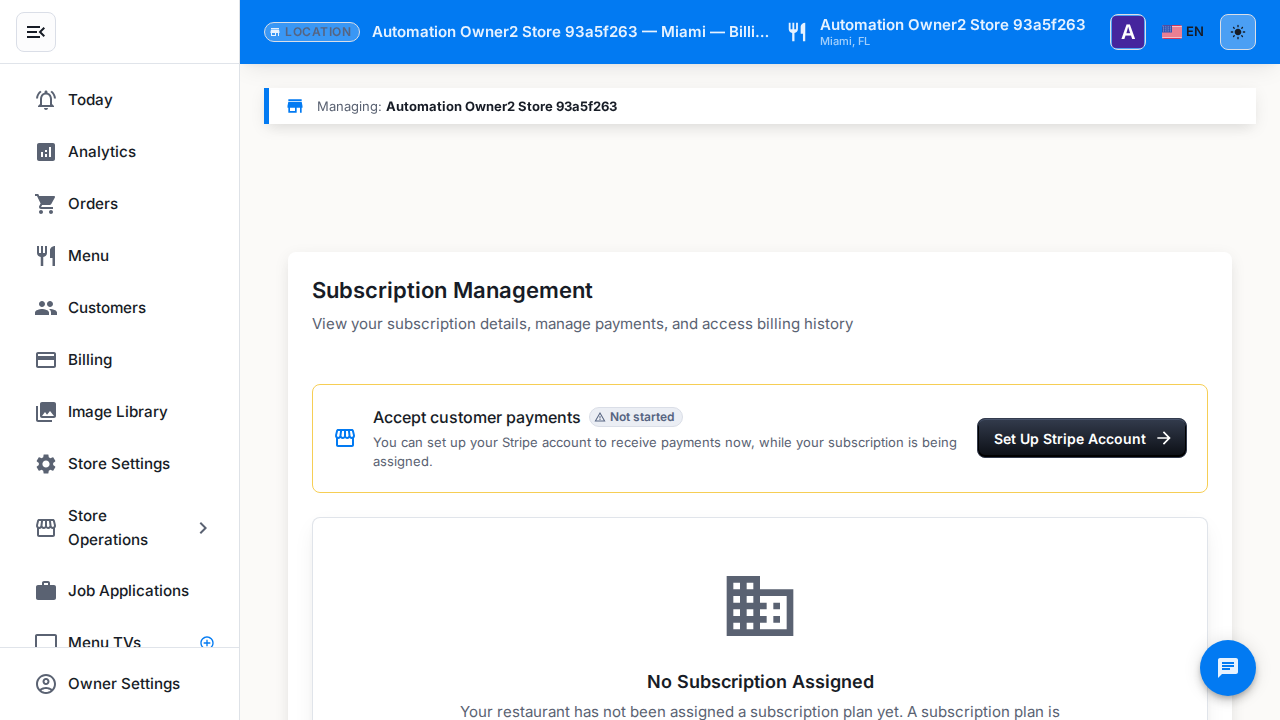 LOCATION
Automation Owner2 Store 93a5f263 — Miami — Billi...
Automation Owner2 Store 93a5f263
Miami, FL
A
EN
Today
Analytics
Orders
Menu
Customers
Billing
Image Library
Store Settings
Store
Operations
Job Applications
Menu TVs
Owner Settings
Managing: Automation Owner2 Store 93a5f263
Subscription Management
View your subscription details, manage payments, and access billing history
Accept customer payments
Not started
You can set up your Stripe account to receive payments now, while your subscription is being
assigned.
Set Up Stripe Account
No Subscription Assigned
Your restaurant has not been assigned a subscription plan yet. A subscription plan is